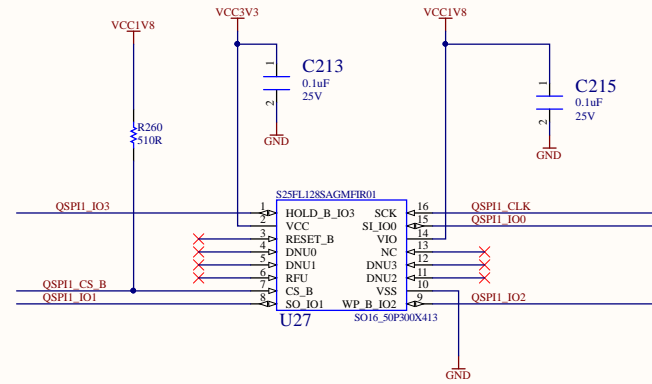 VCC3V3
VCC1V8
VCC1V8
1
C213
0.1uF
25V
2
GND
1
C215
0.1uF
25V
2
GND
R260
510R
S25FL128SAGMFIR01
QSPI1_IO3
1
HOLD_B_IO3
SCK
16
QSPI1_CLK
2
VCC
SI_IO0
15
QSPI1_IO0
3
RESET_B
VIO
14
4
DNU0
NC
13
5
DNU1
DNU3
12
6
RFU
DNU2
11
QSPI1_CS_B
7
CS_B
VSS
10
QSPI1_IO1
8
SO_IO1
WP_B_IO2
9
QSPI1_IO2
U27
SO16_50P300X413
GND